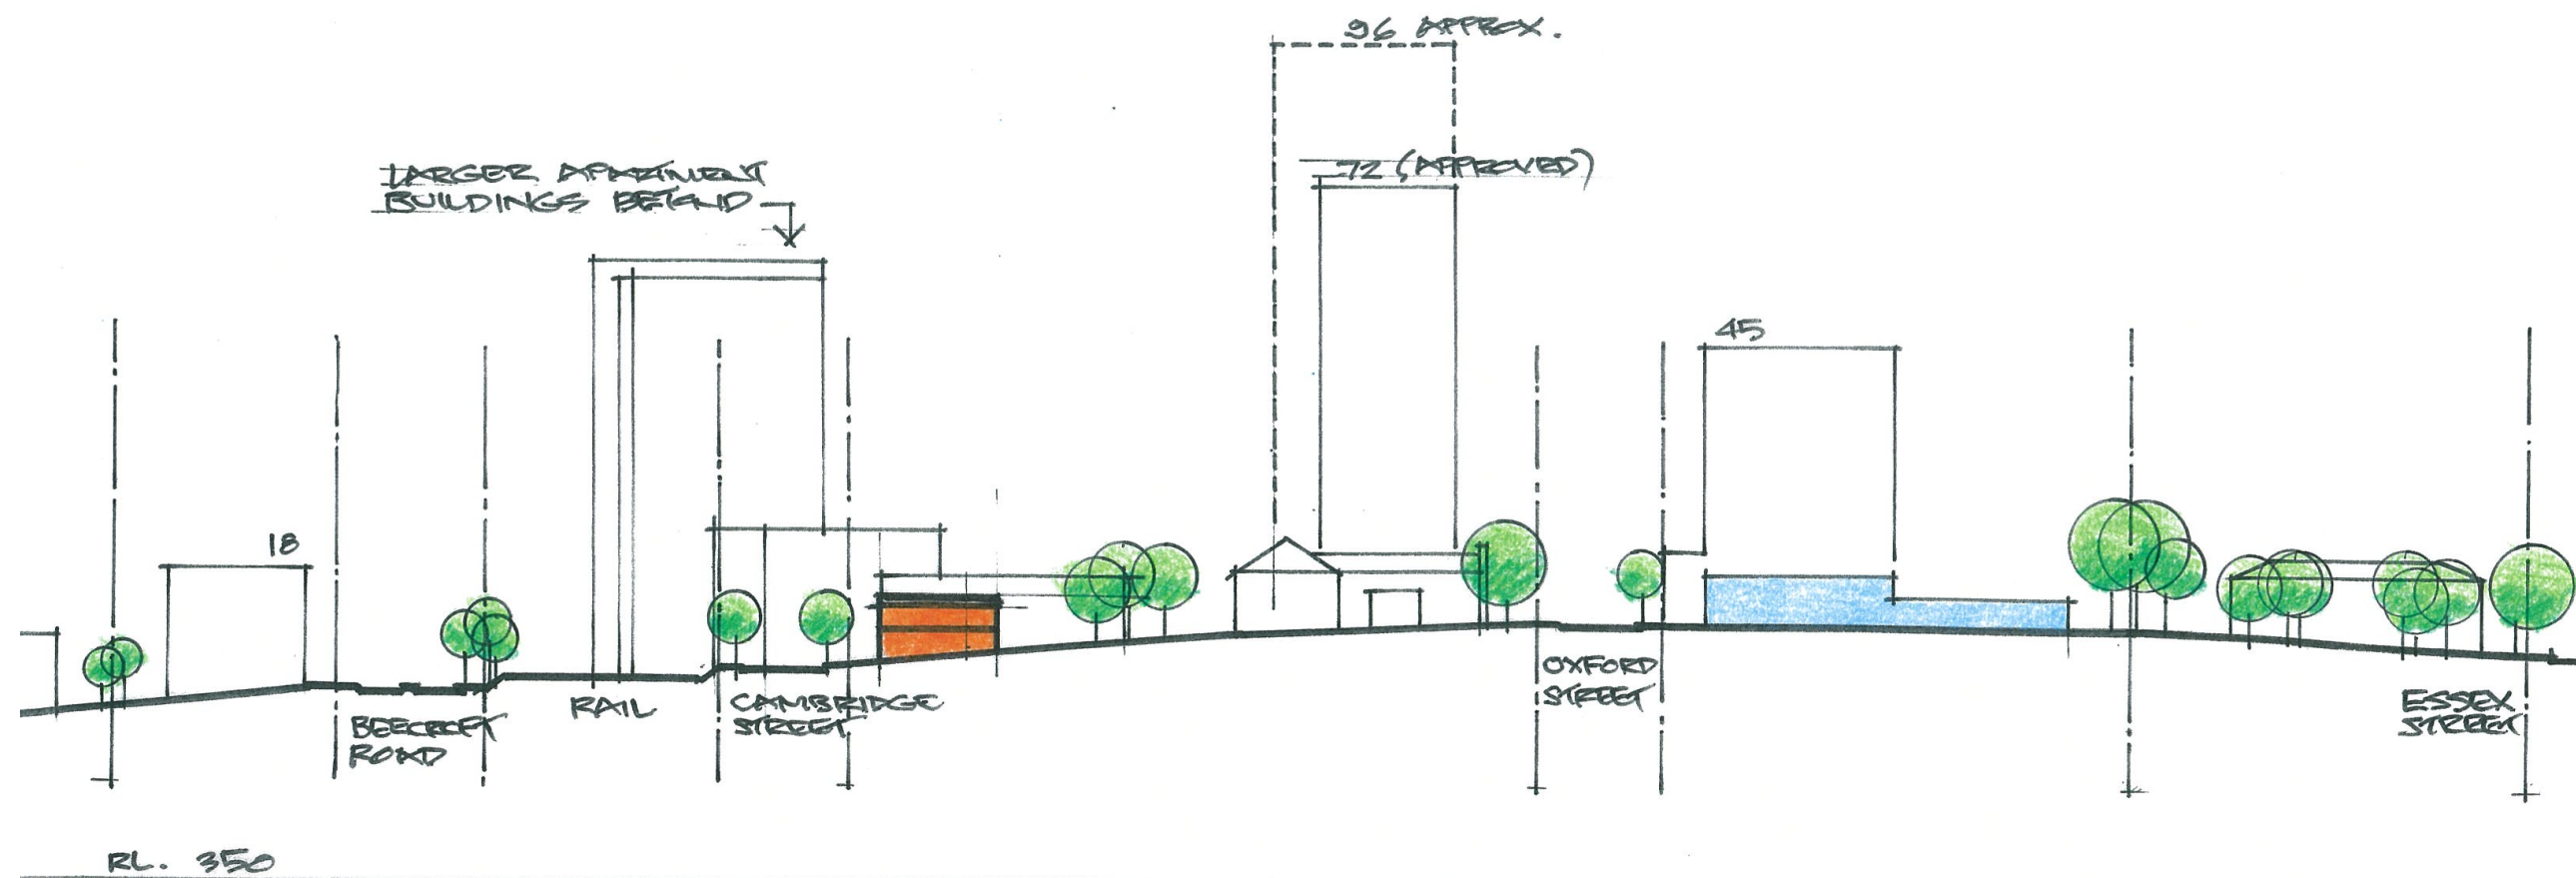 96 APPROX.
72 (APPROVED)
LARGER APARTMENT
BUILDINGS BEYOND
45
18
OXFORD
STREET
RAIL
CAMBRIDGE
STREET
ESSEX
STREET
BEECROFT
ROAD
RL. 350